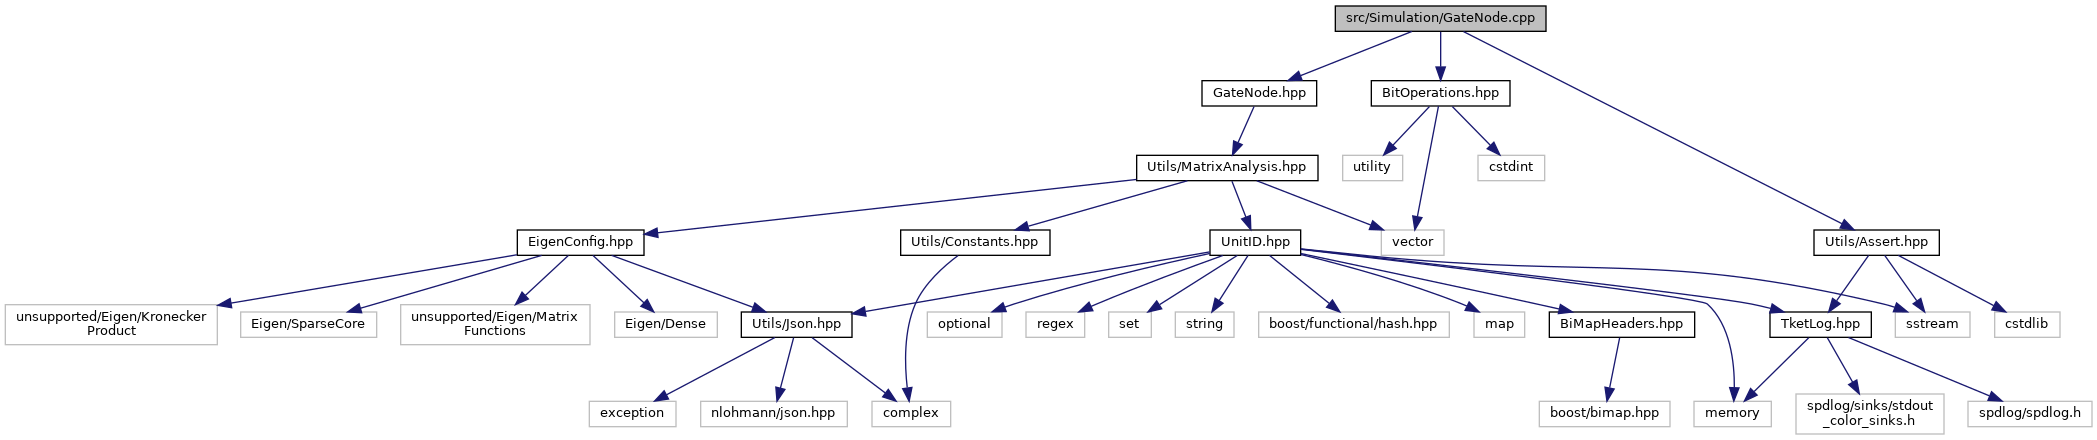 src/Simulation/GateNode.cpp
GateNode.hpp
BitOperations.hpp
Utils/MatrixAnalysis.hpp
utility
cstdint
EigenConfig.hpp
Utils/Constants.hpp
UnitID.hpp
vector
Utils/Assert.hpp
unsupported/Eigen/Kronecker
Product
Eigen/SparseCore
unsupported/Eigen/Matrix
Functions
Eigen/Dense
Utils/Json.hpp
optional
regex
set
string
boost/functional/hash.hpp
map
BiMapHeaders.hpp
TketLog.hpp
sstream
cstdlib
exception
nlohmann/json.hpp
complex
boost/bimap.hpp
memory
spdlog/sinks/stdout
_color_sinks.h
spdlog/spdlog.h